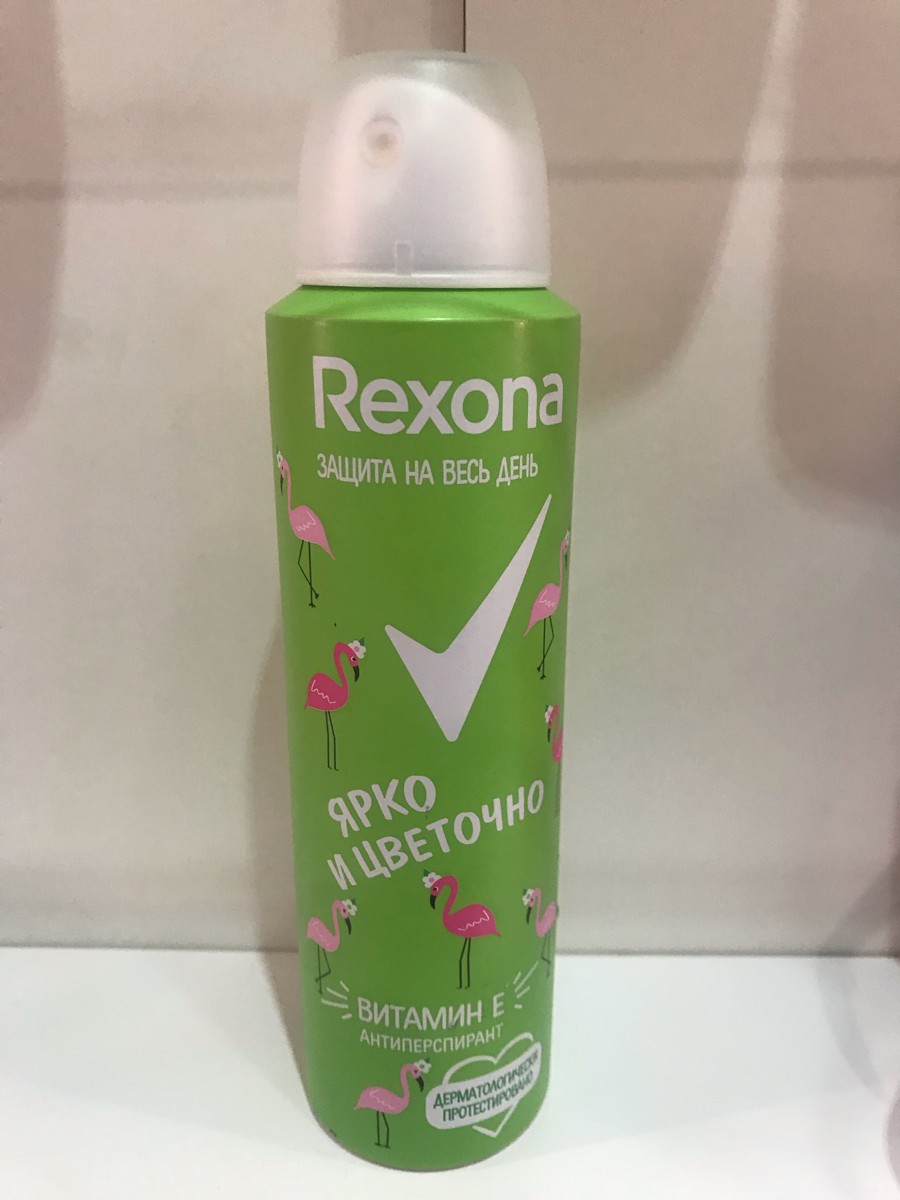 Rexona
ЗАЩИТА НА ВЕСЬ ДЕНЬ
ЯРКО
И ЦВЕТОЧНО
ВИТАМИН Е
АНТИПЕРСПИРАНТ
ДЕРМАТОЛОГИЧЕСКИ
ПРОТЕСТИРОВАНО